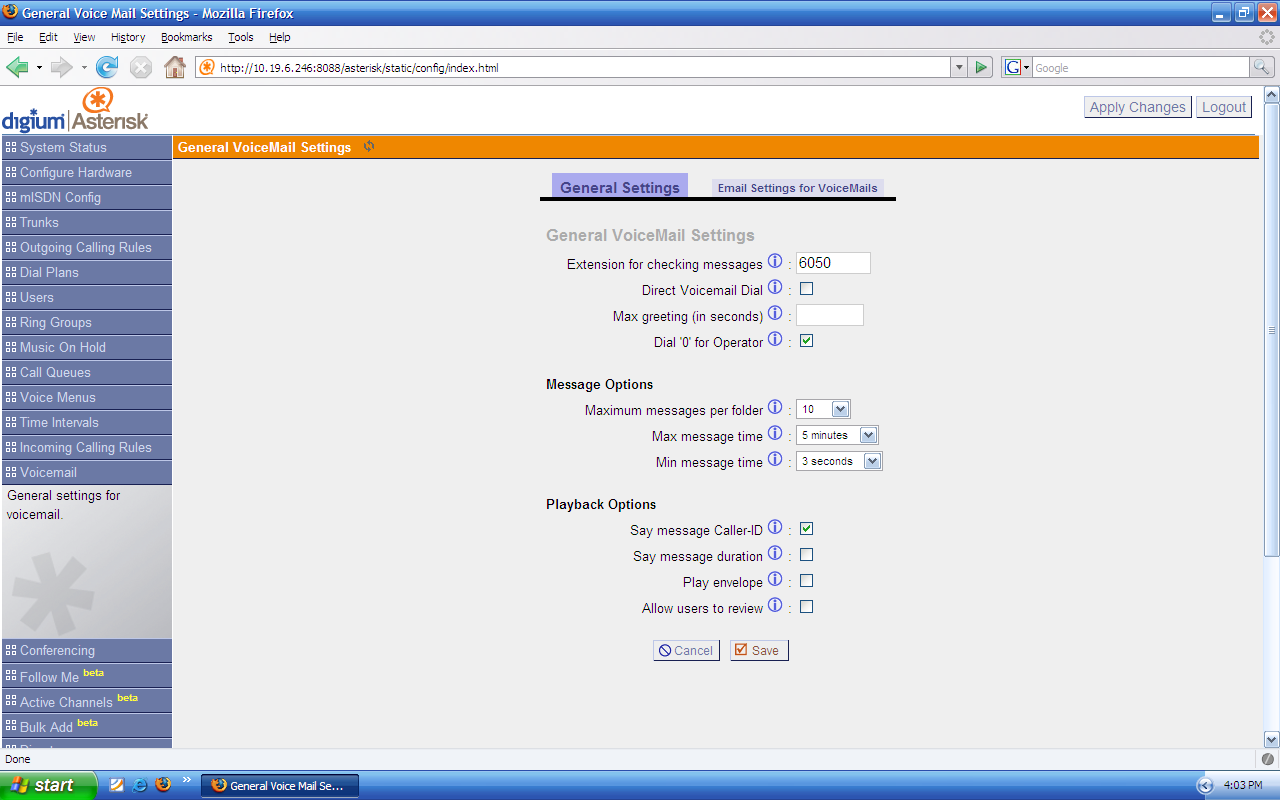 General Voice Mail Settings - Mozilla Firefox
File Edit View History Bookmarks Tools Help
http://10.19.6.246:8088/asterisk/static/config/index.html
G Google
digium | Asterisk
Apply Changes Logout
System Status
Configure Hardware
mISDN Config
Trunks
Outgoing Calling Rules
Dial Plans
Users
Ring Groups
Music On Hold
Call Queues
Voice Menus
Time Intervals
Incoming Calling Rules
Voicemail
General settings for
voicemail.
Conferencing
Follow Me beta
Active Channels beta
Bulk Add beta
General VoiceMail Settings
General Settings Email Settings for VoiceMails
General VoiceMail Settings
Extension for checking messages i : 6050
Direct Voicemail Dial i :
Max greeting (in seconds) i :
Dial '0' for Operator i :
Message Options
Maximum messages per folder i : 10
Max message time i : 5 minutes
Min message time i : 3 seconds
Playback Options
Say message Caller-ID i :
Say message duration i :
Play envelope i :
Allow users to review i :
Cancel Save
Done
start » General Voice Mail Se... 4:03 PM